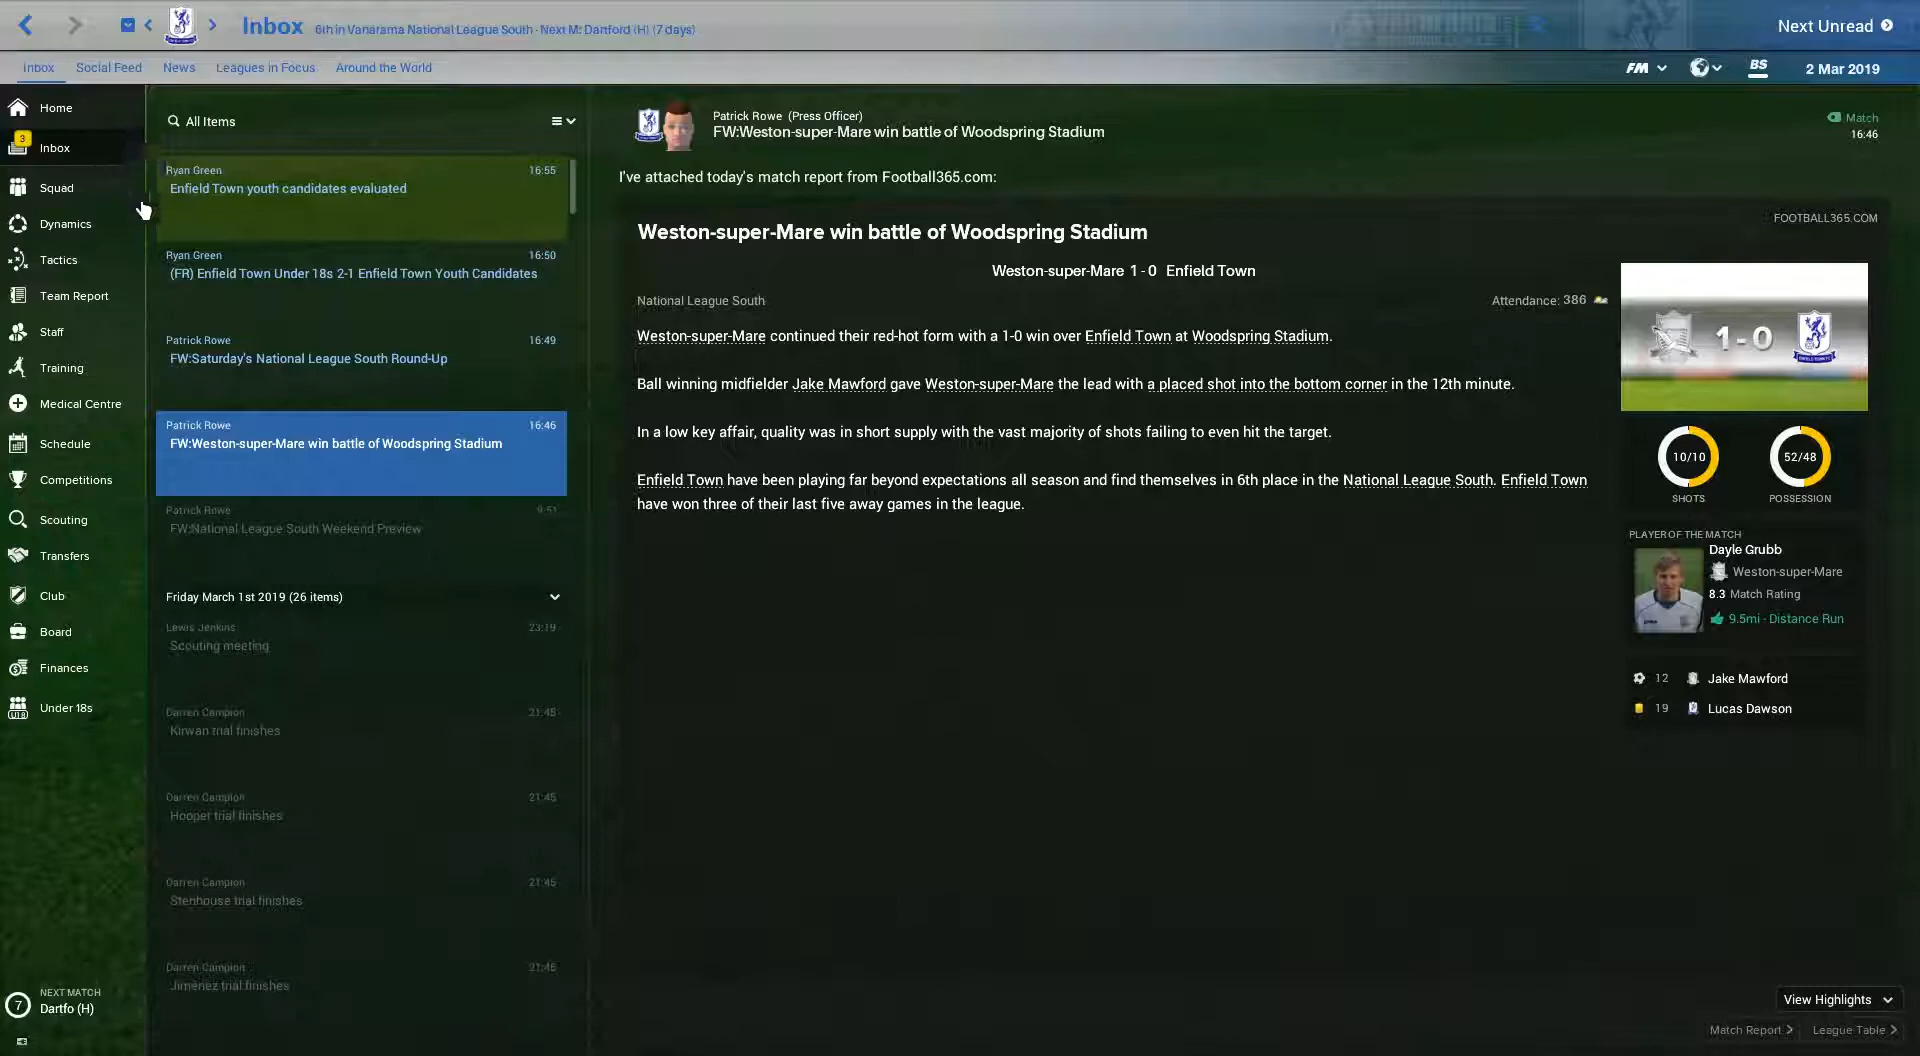 Inbox
6th in Vanarama National League South - Next M: Dartford (H) (7 days)
Next Unread
Inbox
Social Feed
News
Leagues in Focus
Around the World
FM
BS
2 Mar 2019
Home
3
Inbox
Squad
Dynamics
Tactics
Team Report
Staff
Training
Medical Centre
Schedule
Competitions
Scouting
Transfers
Club
Board
Finances
U18
Under 18s
NEXT MATCH
7
Dartfo (H)
All Items
Ryan Green 16:55
Enfield Town youth candidates evaluated
Ryan Green 16:50
(FR) Enfield Town Under 18s 2-1 Enfield Town Youth Candidates
Patrick Rowe 16:49
FW:Saturday's National League South Round-Up
Patrick Rowe 16:46
FW:Weston-super-Mare win battle of Woodspring Stadium
Patrick Rowe 9:51
FW:National League South Weekend Preview
Friday March 1st 2019 (26 items)
Lewis Jenkins 23:19
Scouting meeting
Darren Campion 21:45
Kirwan trial finishes
Darren Campion 21:45
Hooper trial finishes
Darren Campion 21:45
Stenhouse trial finishes
Darren Campion 21:45
Jimenez trial finishes
Patrick Rowe (Press Officer)
FW:Weston-super-Mare win battle of Woodspring Stadium
Match
16:46
I've attached today's match report from Football365.com:
FOOTBALL365.COM
Weston-super-Mare win battle of Woodspring Stadium
Weston-super-Mare 1 - 0 Enfield Town
National League South
Attendance: 386
Weston-super-Mare continued their red-hot form with a 1-0 win over Enfield Town at Woodspring Stadium.
Ball winning midfielder Jake Mawford gave Weston-super-Mare the lead with a placed shot into the bottom corner in the 12th minute.
In a low key affair, quality was in short supply with the vast majority of shots failing to even hit the target.
Enfield Town have been playing far beyond expectations all season and find themselves in 6th place in the National League South. Enfield Town
have won three of their last five away games in the league.
1 - 0
10/10
SHOTS
52/48
POSSESSION
PLAYER OF THE MATCH
Dayle Grubb
Weston-super-Mare
8.3 Match Rating
9.5mi - Distance Run
12 Jake Mawford
19 Lucas Dawson
View Highlights
Match Report
League Table